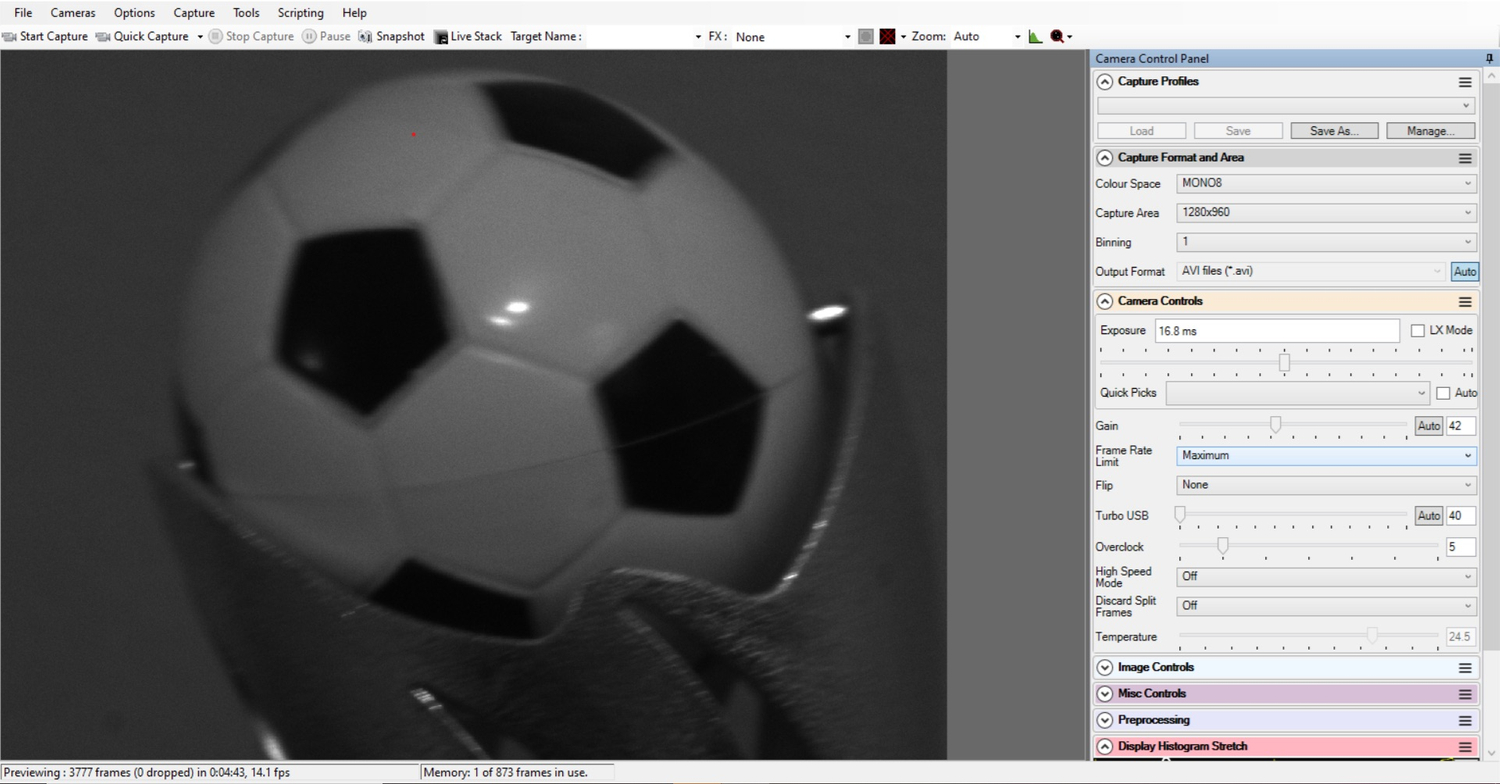 File Cameras Options Capture Tools Scripting Help
Start Capture Quick Capture Stop Capture Pause Snapshot Live Stack Target Name : FX : None Zoom: Auto
Camera Control Panel
Capture Profiles
Load Save Save As... Manage...
Capture Format and Area
Colour Space MONO8
Capture Area 1280x960
Binning 1
Output Format AVI files (*.avi) Auto
Camera Controls
Exposure 16.8 ms LX Mode
Quick Picks Auto
Gain Auto 42
Frame Rate
Limit
Maximum
Flip None
Turbo USB Auto 40
Overclock 5
High Speed
Mode
Off
Discard Split
Frames
Off
Temperature 24.5
Image Controls
Misc Controls
Preprocessing
Display Histogram Stretch
Previewing : 3777 frames (0 dropped) in 0:04:43, 14.1 fps Memory: 1 of 873 frames in use.